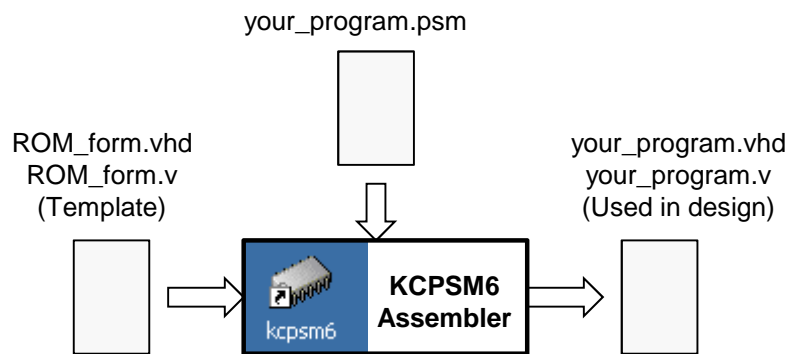 your_program.psm
ROM_form.vhd
ROM_form.v
(Template)
your_program.vhd
your_program.v
(Used in design)
kcpsm6
KCPSM6
Assembler